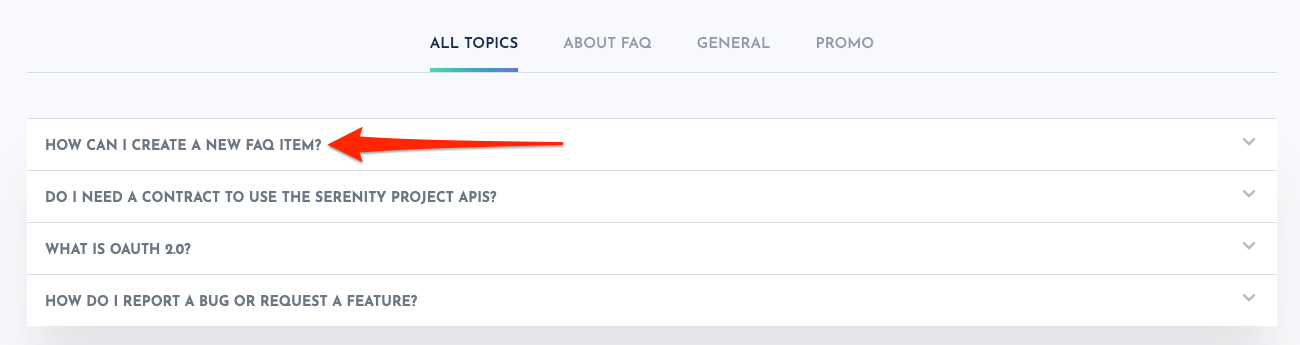 ALL TOPICS ABOUT FAQ GENERAL PROMO
HOW CAN I CREATE A NEW FAQ ITEM?
DO I NEED A CONTRACT TO USE THE SERENITY PROJECT APIS?
WHAT IS OAUTH 2.0?
HOW DO I REPORT A BUG OR REQUEST A FEATURE?